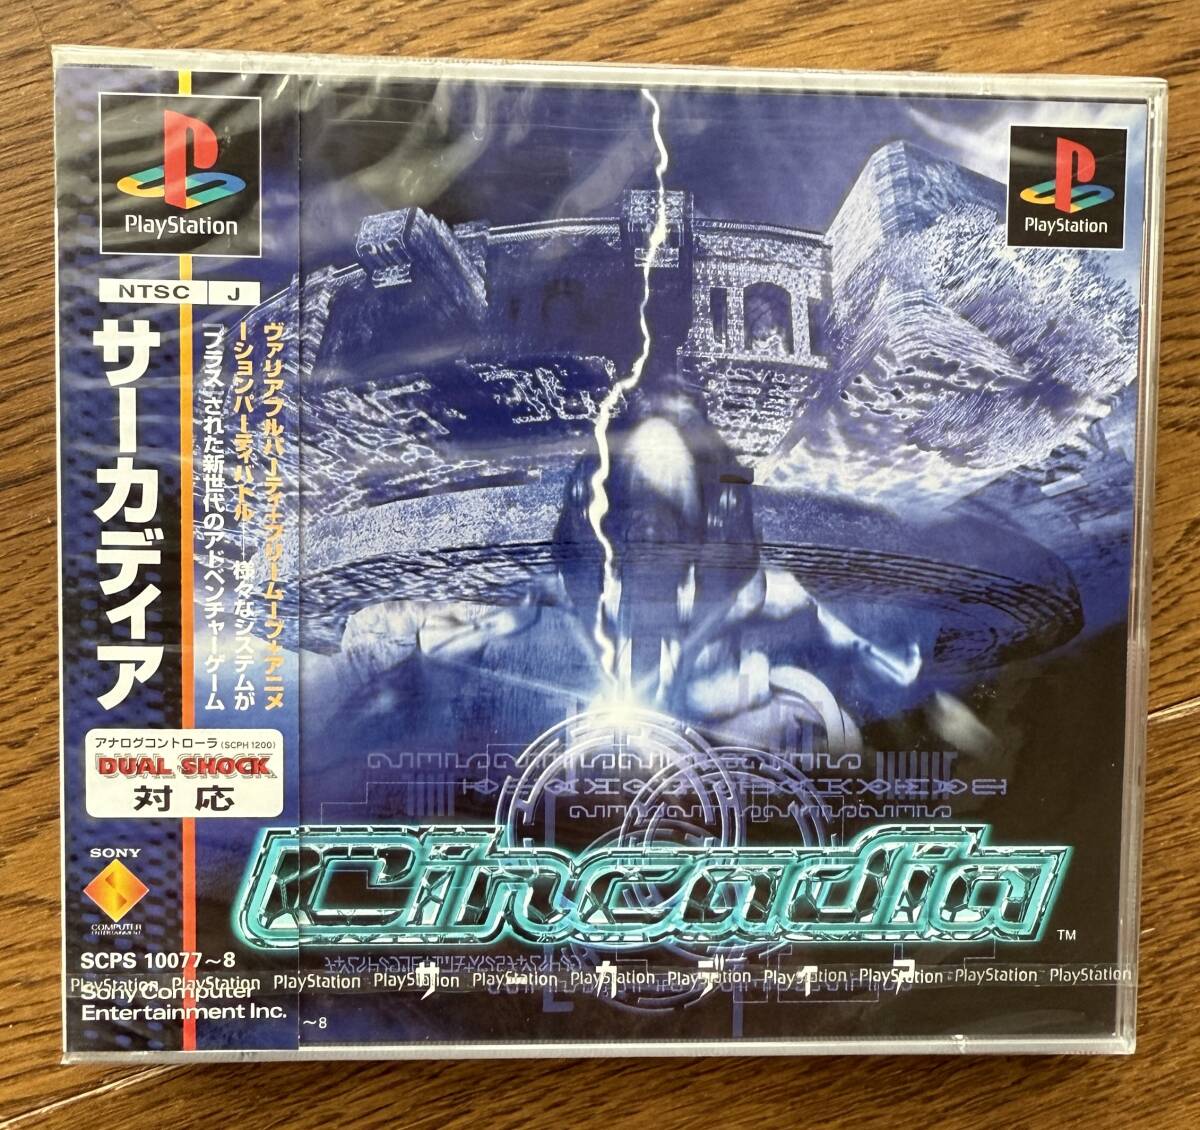 PlayStation
NTSC J
サーカディア
ヴァリアブルパーティ+フリームーブ+アニメ
ーションパーティバトル──様々なシステムが
「プラス」された新世代のアドベンチャーゲーム
アナログコントローラ(SCPH 1200)
DUAL SHOCK
対応
SONY
COMPUTER
ENTERTAINMENT
SCPS 10077～8
Sony Computer
Entertainment Inc.
PlayStation
Circadia
TM
サーカディア
PlayStation PlayStation PlayStation PlayStation PlayStation PlayStation PlayStation PlayStation PlayStation PlayStation PlayStation
～8